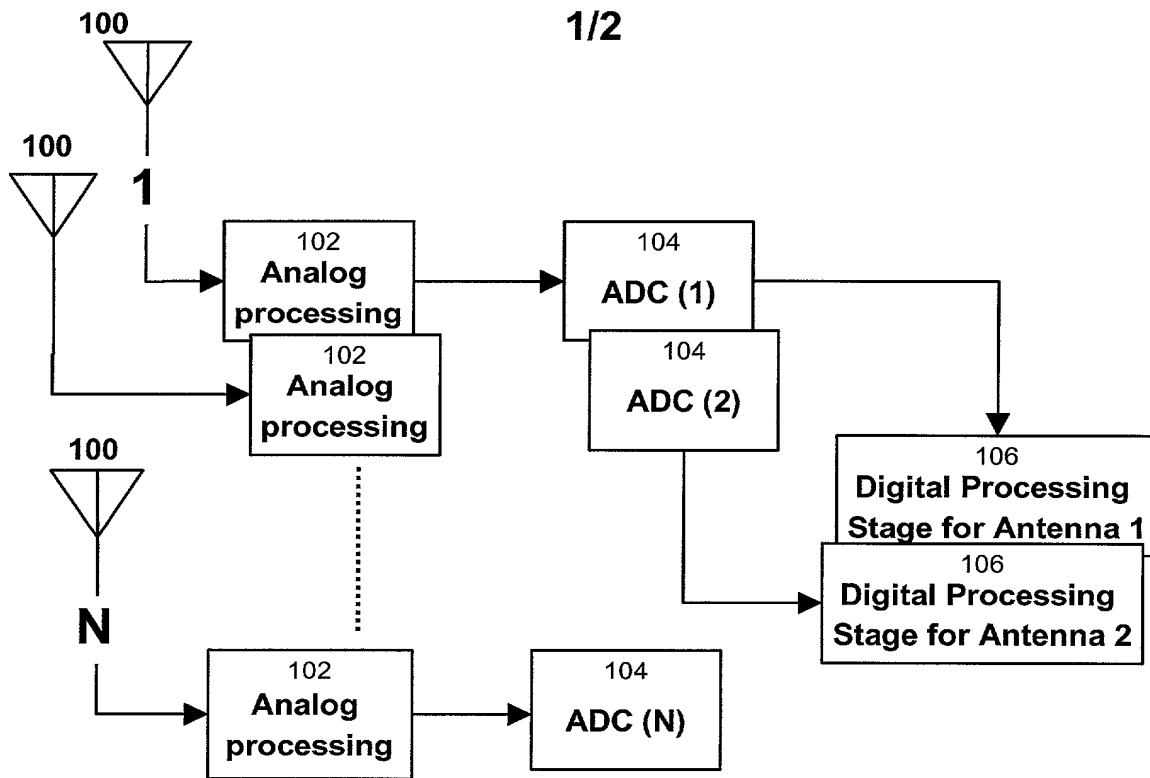 100
1/2
100
1
102
Analog
processing
104
ADC (1)
102
Analog
processing
104
ADC (2)
100
106
Digital Processing
Stage for Antenna 1
106
Digital Processing
Stage for Antenna 2
N
102
Analog
processing
104
ADC (N)